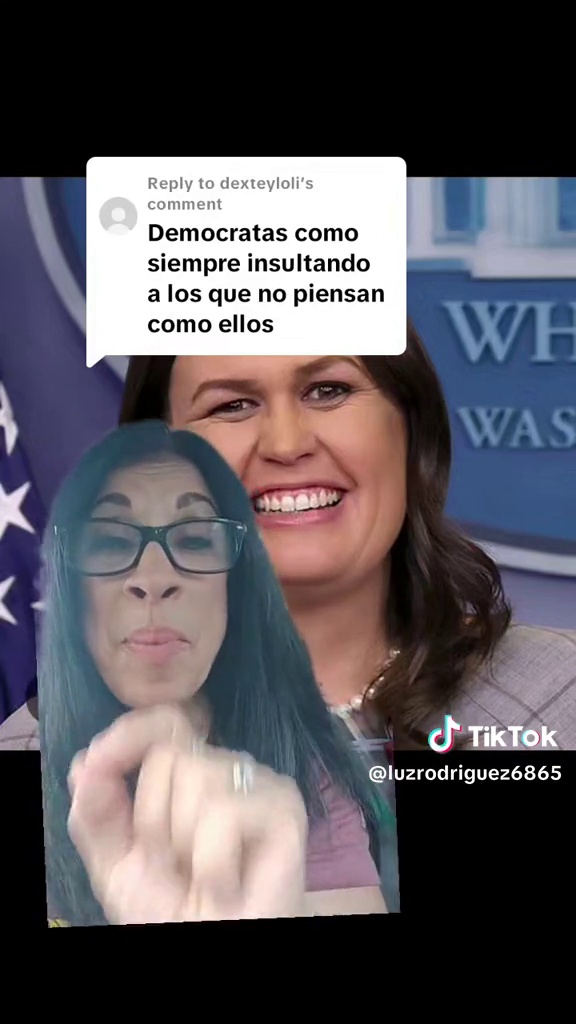 Reply to dexteyloli's
comment
Democratas como
siempre insultando
a los que no piensan
como ellos
WH
WAS
TikTok
@luzrodriguez6865